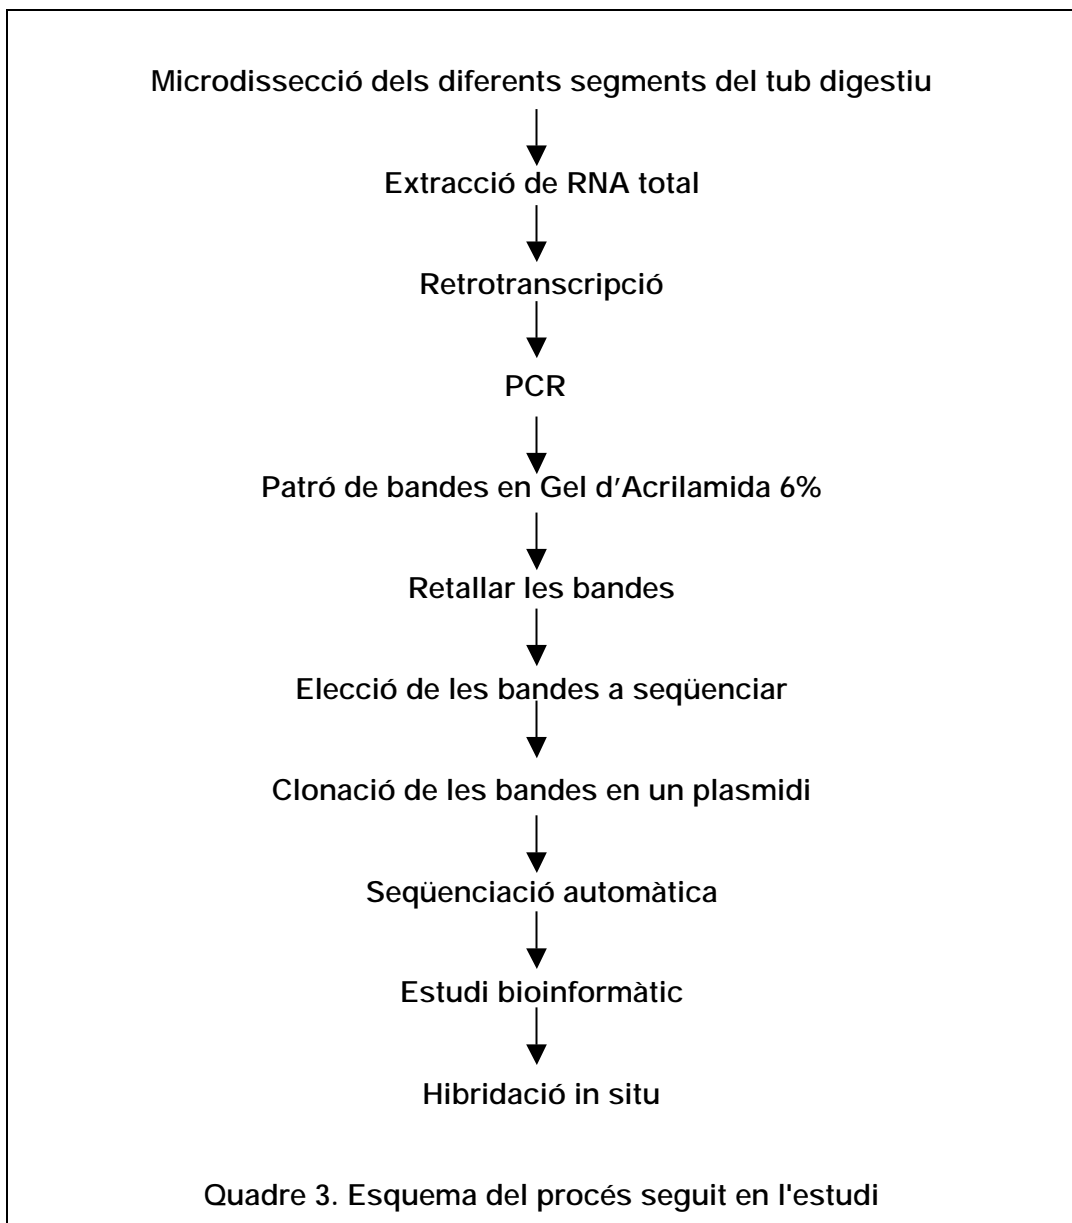 Microdissecció dels diferents segments del tub digestiu
Extracció de RNA total
Retrotranscripció
PCR
Patró de bandes en Gel d’Acrilamida 6%
Retallar les bandes
Elecció de les bandes a seqüenciar
Clonació de les bandes en un plasmidi
Seqüenciació automàtica
Estudi bioinformàtic
Hibridació in situ
Quadre 3. Esquema del procés seguit en l'estudi